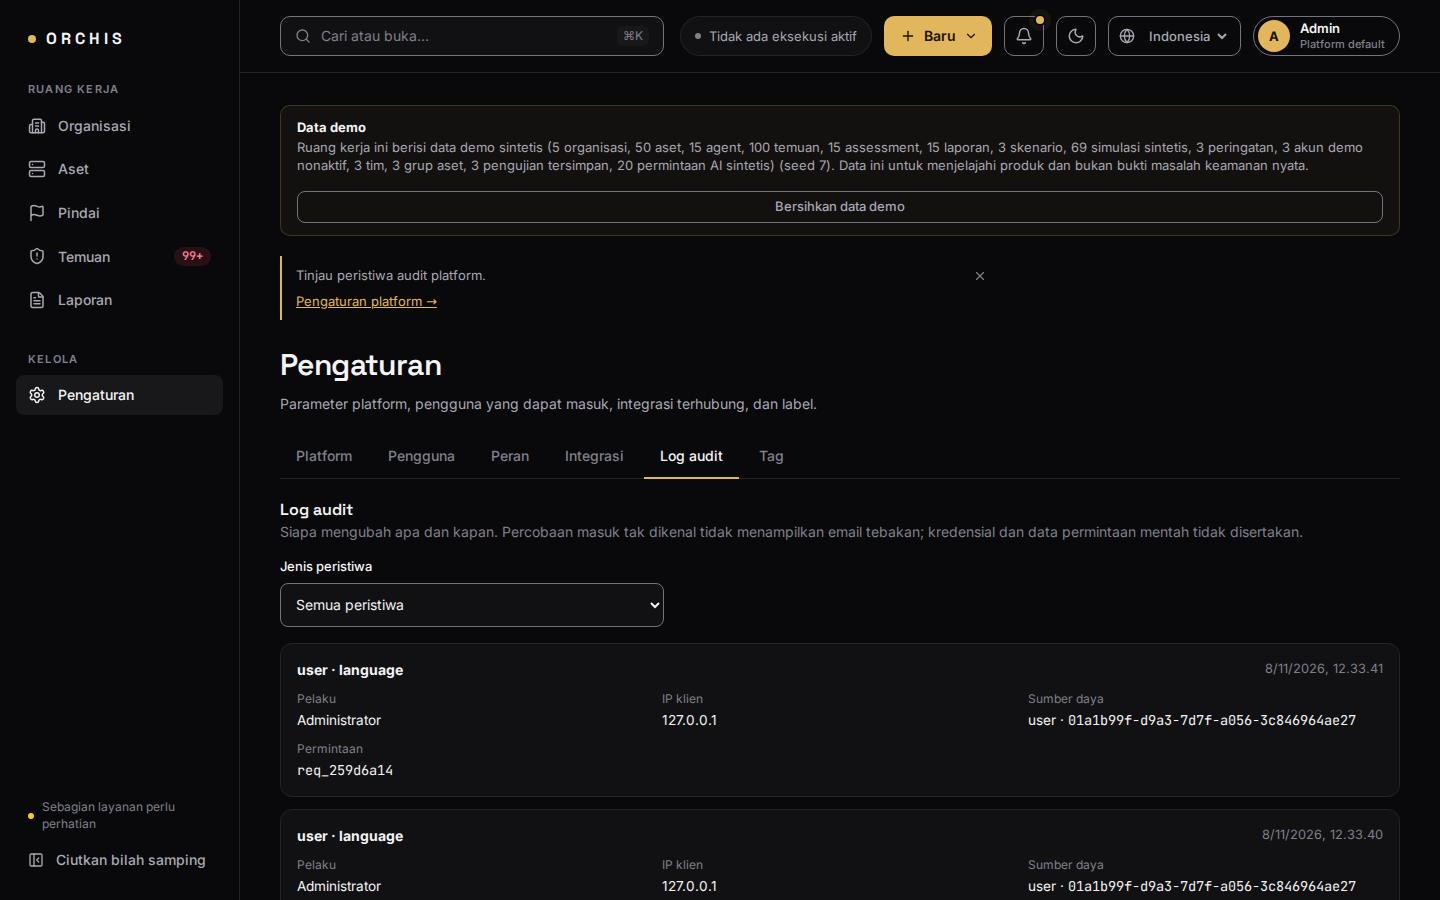 ORCHIS
RUANG KERJA
Organisasi
Aset
Pindai
Temuan
99+
Laporan
KELOLA
Pengaturan
Sebagian layanan perlu
perhatian
Ciutkan bilah samping
Cari atau buka...
⌘K
Tidak ada eksekusi aktif
Baru
Indonesia
A
Admin
Platform default
Data demo
Ruang kerja ini berisi data demo sintetis (5 organisasi, 50 aset, 15 agent, 100 temuan, 15 assessment, 15 laporan, 3 skenario, 69 simulasi sintetis, 3 peringatan, 3 akun demo
nonaktif, 3 tim, 3 grup aset, 3 pengujian tersimpan, 20 permintaan AI sintetis) (seed 7). Data ini untuk menjelajahi produk dan bukan bukti masalah keamanan nyata.
Bersihkan data demo
Tinjau peristiwa audit platform.
Pengaturan platform →
Pengaturan
Parameter platform, pengguna yang dapat masuk, integrasi terhubung, dan label.
Platform
Pengguna
Peran
Integrasi
Log audit
Tag
Log audit
Siapa mengubah apa dan kapan. Percobaan masuk tak dikenal tidak menampilkan email tebakan; kredensial dan data permintaan mentah tidak disertakan.
Jenis peristiwa
Semua peristiwa
user · language
8/11/2026, 12.33.41
Pelaku
IP klien
Sumber daya
Administrator
127.0.0.1
user · 01a1b99f-d9a3-7d7f-a056-3c846964ae27
Permintaan
req_259d6a14
user · language
8/11/2026, 12.33.40
Pelaku
IP klien
Sumber daya
Administrator
127.0.0.1
user · 01a1b99f-d9a3-7d7f-a056-3c846964ae27